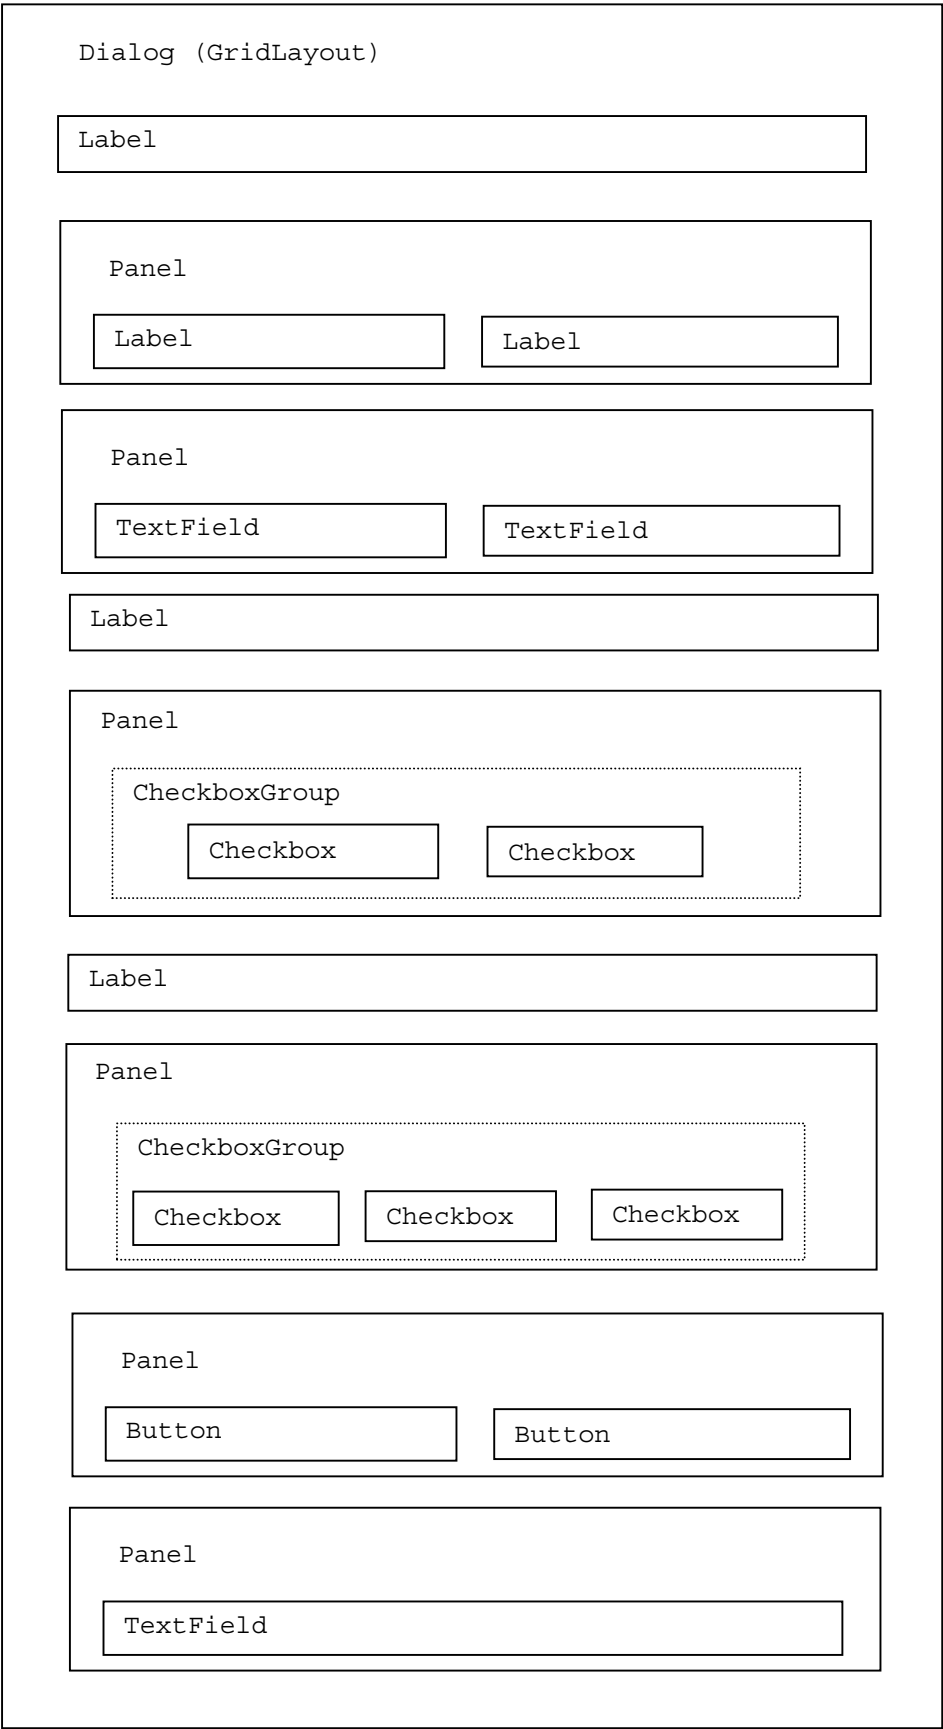 Dialog (GridLayout)
Label
Panel
Label Label
Panel
TextField TextField
Label
Panel
CheckboxGroup
Checkbox Checkbox
Label
Panel
CheckboxGroup
Checkbox Checkbox Checkbox
Panel
Button Button
Panel
TextField